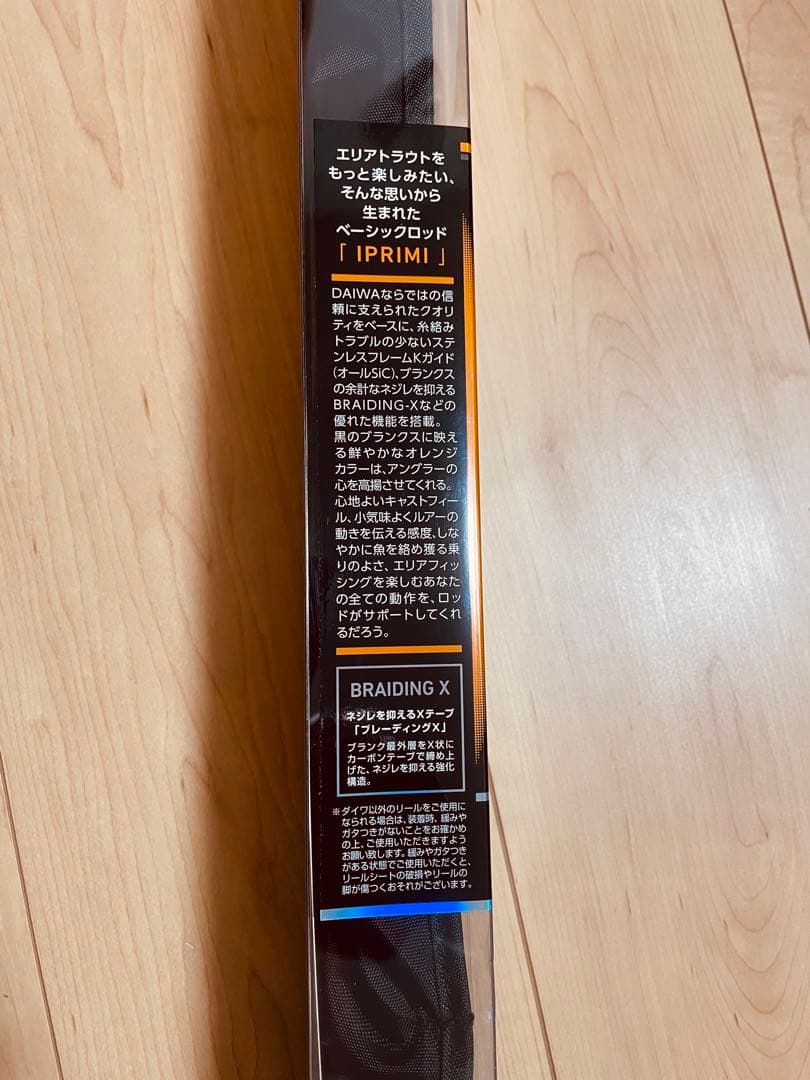 エリアトラウトを
もっと楽しみたい、
そんな思いから
生まれた
ベーシックロッド
「 IPRIMI 」
DAIWAならではの信
頼に支えられたクオリ
ティをベースに、糸絡み
トラブルの少ないステ
ンレスフレームKガイド
(オールSiC)、ブランクス
の余計なネジレを抑える
BRAIDING-Xなどの
優れた機能を搭載。
黒のブランクスに映え
る鮮やかなオレンジ
カラーは、アングラーの
心を高揚させてくれる。
心地よいキャストフィー
ル、小気味よくルアーの
動きを伝える感度、しな
やかに魚を絡め獲る乗
りのよさ、エリアフィッ
シングを楽しむあなた
の全ての動作を、ロッ
ドがサポートしてくれ
るだろう。
BRAIDING X
ネジレを抑えるXテープ
「ブレーディングX」
ブランク最外層をX状に
カーボンテープで締め上
げた、ネジレを抑える強化
構造。
※ダイワ以外のリールをご使用に
なられる場合は、装着時、緩みや
ガタつきがないことをお確かめ
の上、ご使用いただきますよう
お願い致します。緩みやガタつき
がある状態でご使用いただくと、
リールシートの破損やリールの
脚が傷つくおそれがございます。